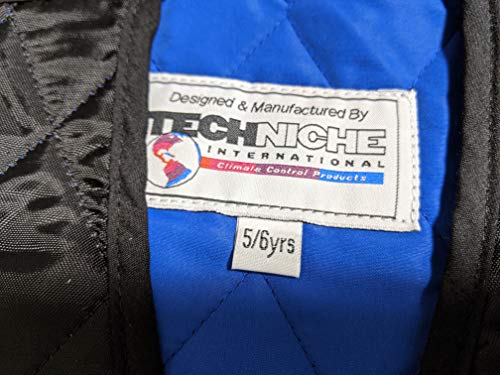 Designed & Manufactured By
TECHNICHE
INTERNATIONAL
Climate Control Products
5/6yrs